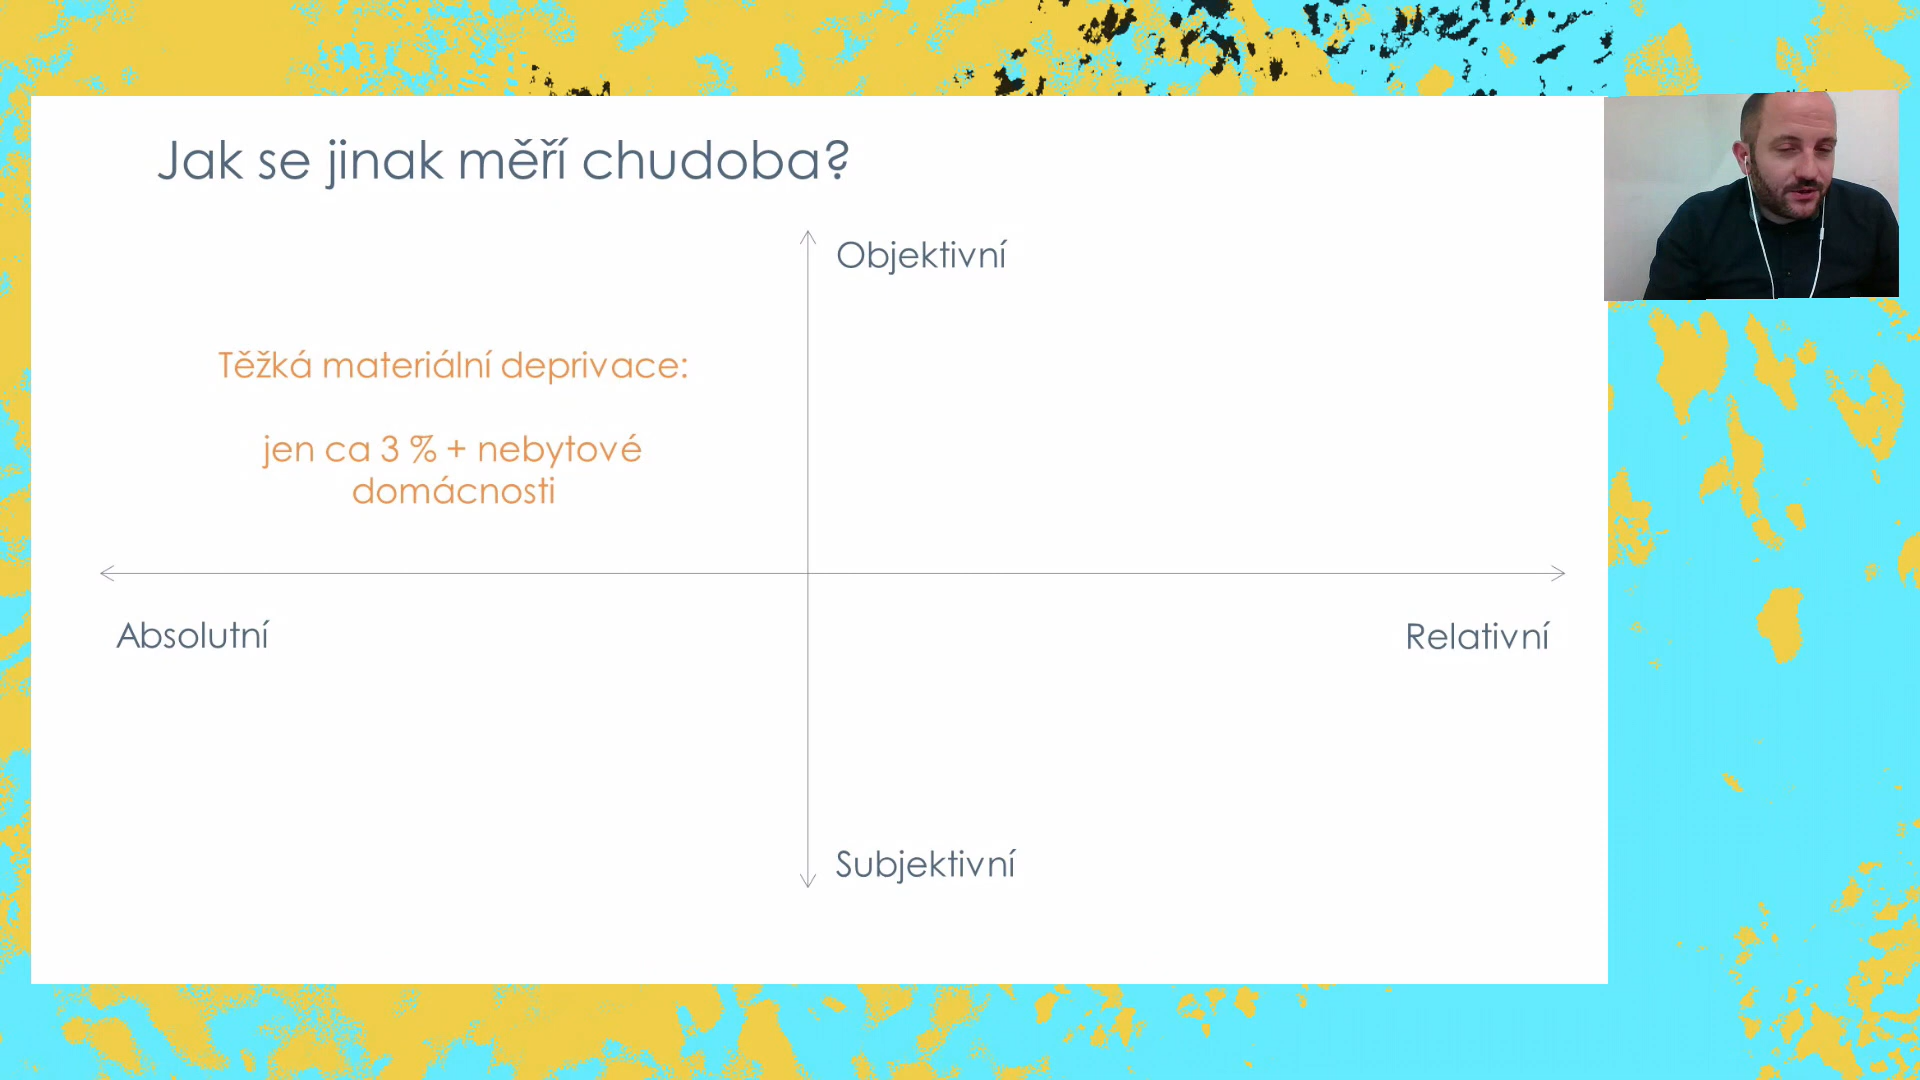 Jak se jinak měří chudoba?
Objektivní
Těžká materiální deprivace:
jen ca 3 % + nebytové
domácnosti
Absolutní
Relativní
Subjektivní